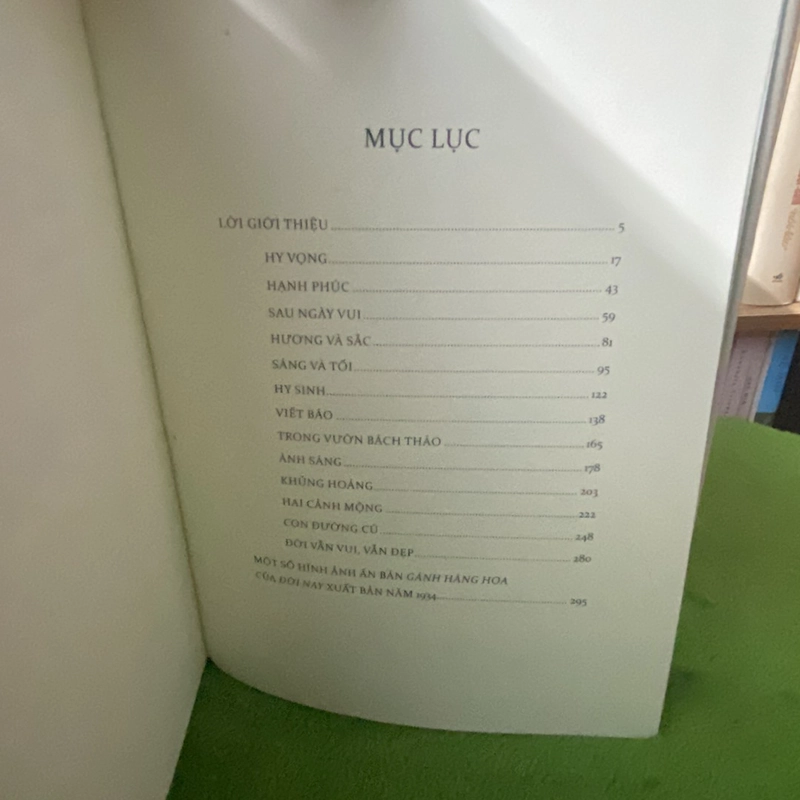 MỤC LỤC
LỜI GIỚI THIỆU 5
HY VỌNG 17
HẠNH PHÚC 43
SAU NGÀY VUI 59
HƯƠNG VÀ SẮC 81
SÁNG VÀ TỐI 95
HY SINH 122
VIẾT BÁO 138
TRONG VƯỜN BÁCH THẢO 165
ÁNH SÁNG 178
KHỦNG HOẢNG 203
HAI CẢNH MỘNG 222
CON ĐƯỜNG CŨ 248
ĐỜI VẪN VUI, VẪN ĐẸP 280
MỘT SỐ HÌNH ẢNH ẤN BẢN GÁNH HÀNG HOA
CỦA ĐỜI NAY XUẤT BẢN NĂM 1934 295